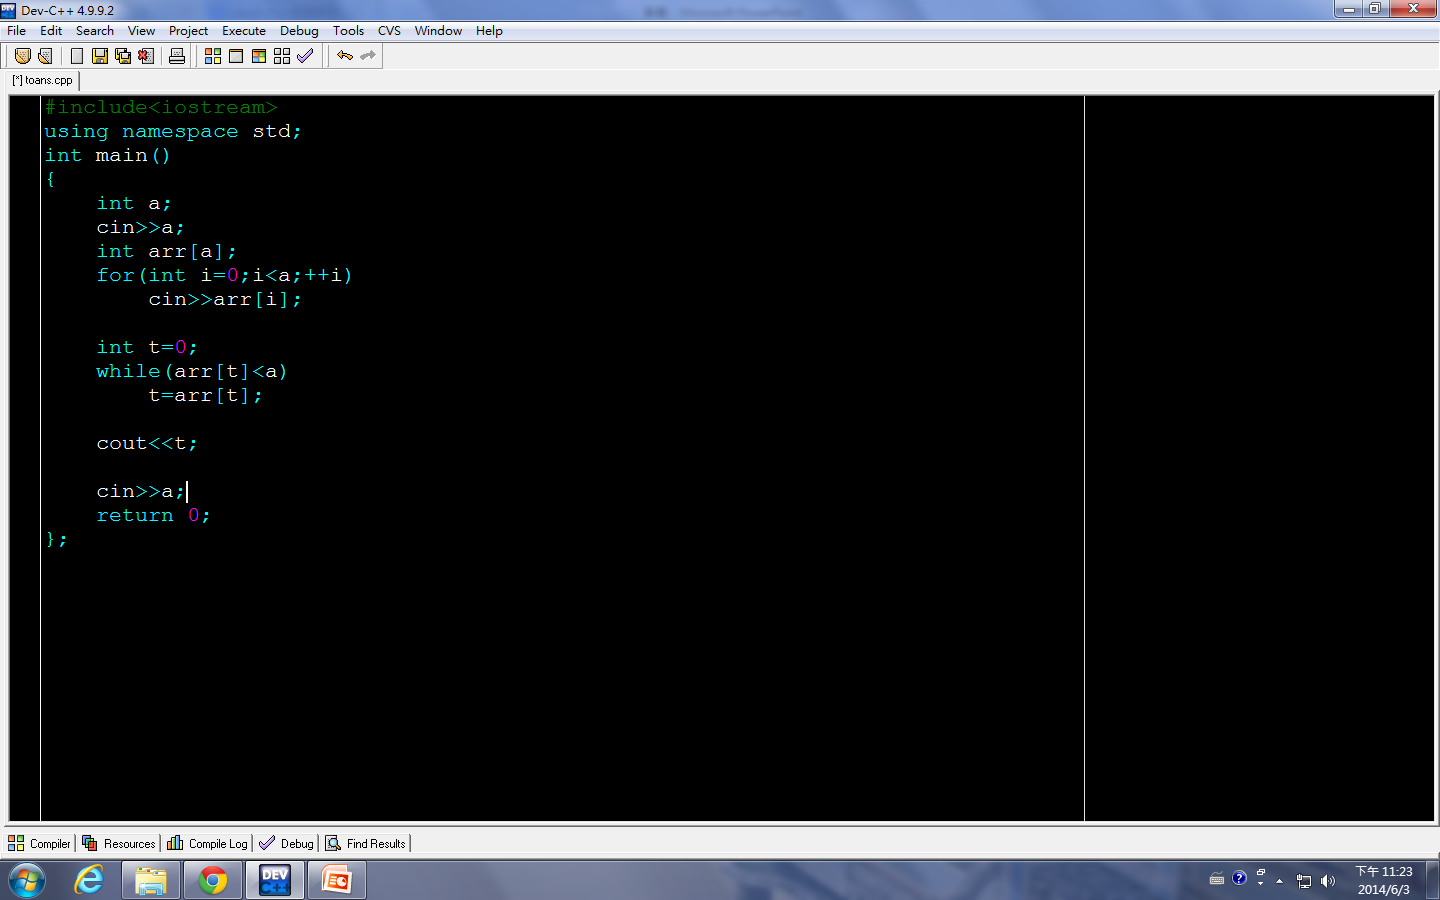 Dev-C++ 4.9.9.2
File Edit Search View Project Execute Debug Tools CVS Window Help
[*] toans.cpp
#include<iostream>
using namespace std;
int main()
{
    int a;
    cin>>a;
    int arr[a];
    for(int i=0;i<a;++i)
        cin>>arr[i];
    int t=0;
    while(arr[t]<a)
        t=arr[t];
    cout<<t;
    cin>>a;
    return 0;
};
Compiler Resources Compile Log Debug Find Results
DEV C++
下午 11:23
2014/6/3